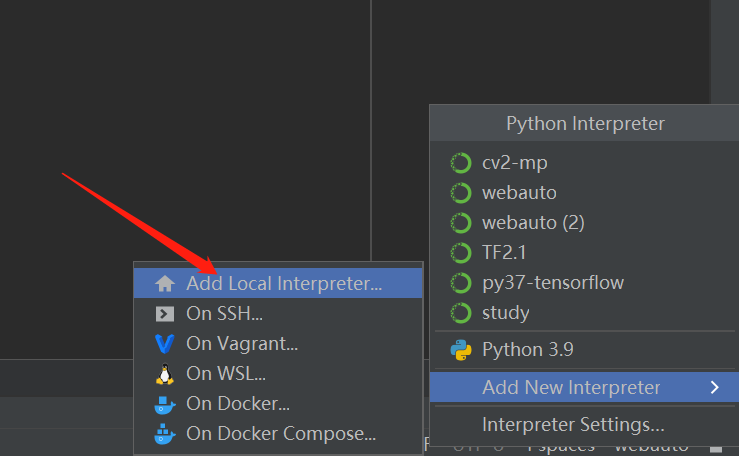 Python Interpreter
cv2-mp
webauto
webauto (2)
TF2.1
py37-tensorflow
study
Python 3.9
Add New Interpreter
Interpreter Settings...
Add Local Interpreter...
On SSH...
On Vagrant...
On WSL...
On Docker...
On Docker Compose...
webauto